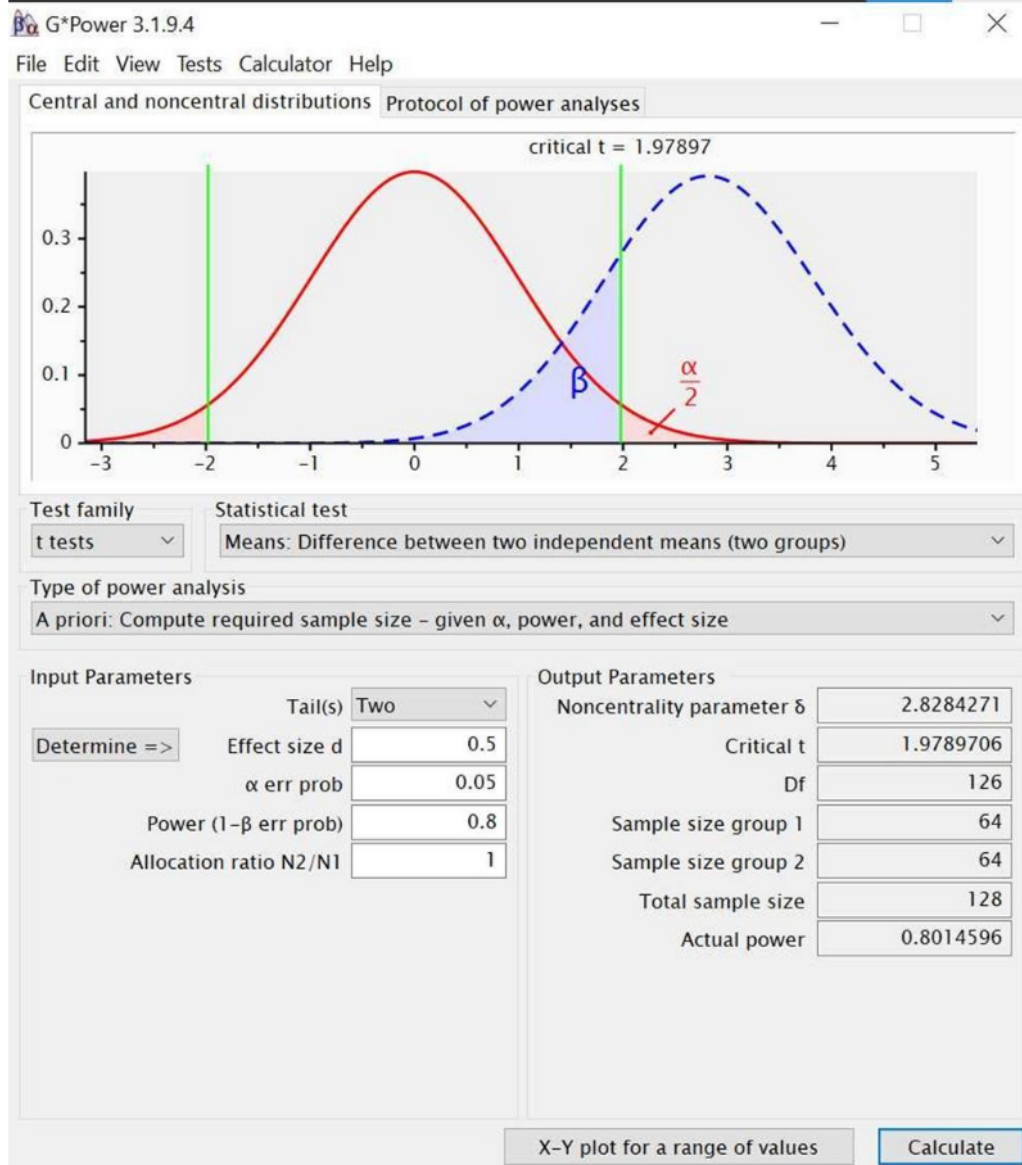 G*Power 3.1.9.4
File Edit View Tests Calculator Help
Central and noncentral distributions Protocol of power analyses
critical t = 1.97897
0.3
0.2
0.1
0
β
α
2
-3 -2 -1 0 1 2 3 4 5
Test family Statistical test
t tests Means: Difference between two independent means (two groups)
Type of power analysis
A priori: Compute required sample size – given α, power, and effect size
Input Parameters Output Parameters
Tail(s) Two Noncentrality parameter δ 2.8284271
Determine => Effect size d 0.5 Critical t 1.9789706
α err prob 0.05 Df 126
Power (1-β err prob) 0.8 Sample size group 1 64
Allocation ratio N2/N1 1 Sample size group 2 64
Total sample size 128
Actual power 0.8014596
X-Y plot for a range of values Calculate